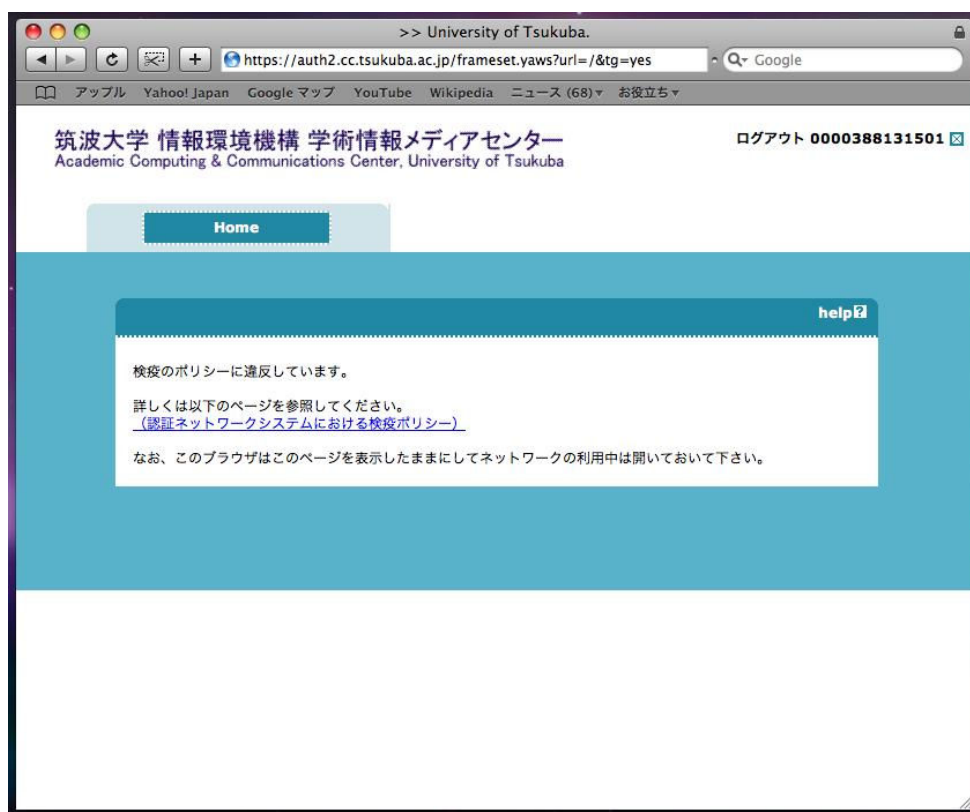 >> University of Tsukuba.
https://auth2.cc.tsukuba.ac.jp/frameset.yaws?url=/&tg=yes
Google
アップル Yahoo! Japan Google マップ YouTube Wikipedia ニュース (68)▼ お役立ち▼
筑波大学 情報環境機構 学術情報メディアセンター
Academic Computing & Communications Center, University of Tsukuba
ログアウト 0000388131501
Home
help?
検疫のポリシーに違反しています。
詳しくは以下のページを参照してください。
（認証ネットワークシステムにおける検疫ポリシー）
なお、このブラウザはこのページを表示したままにしてネットワークの利用中は開いておいて下さい。